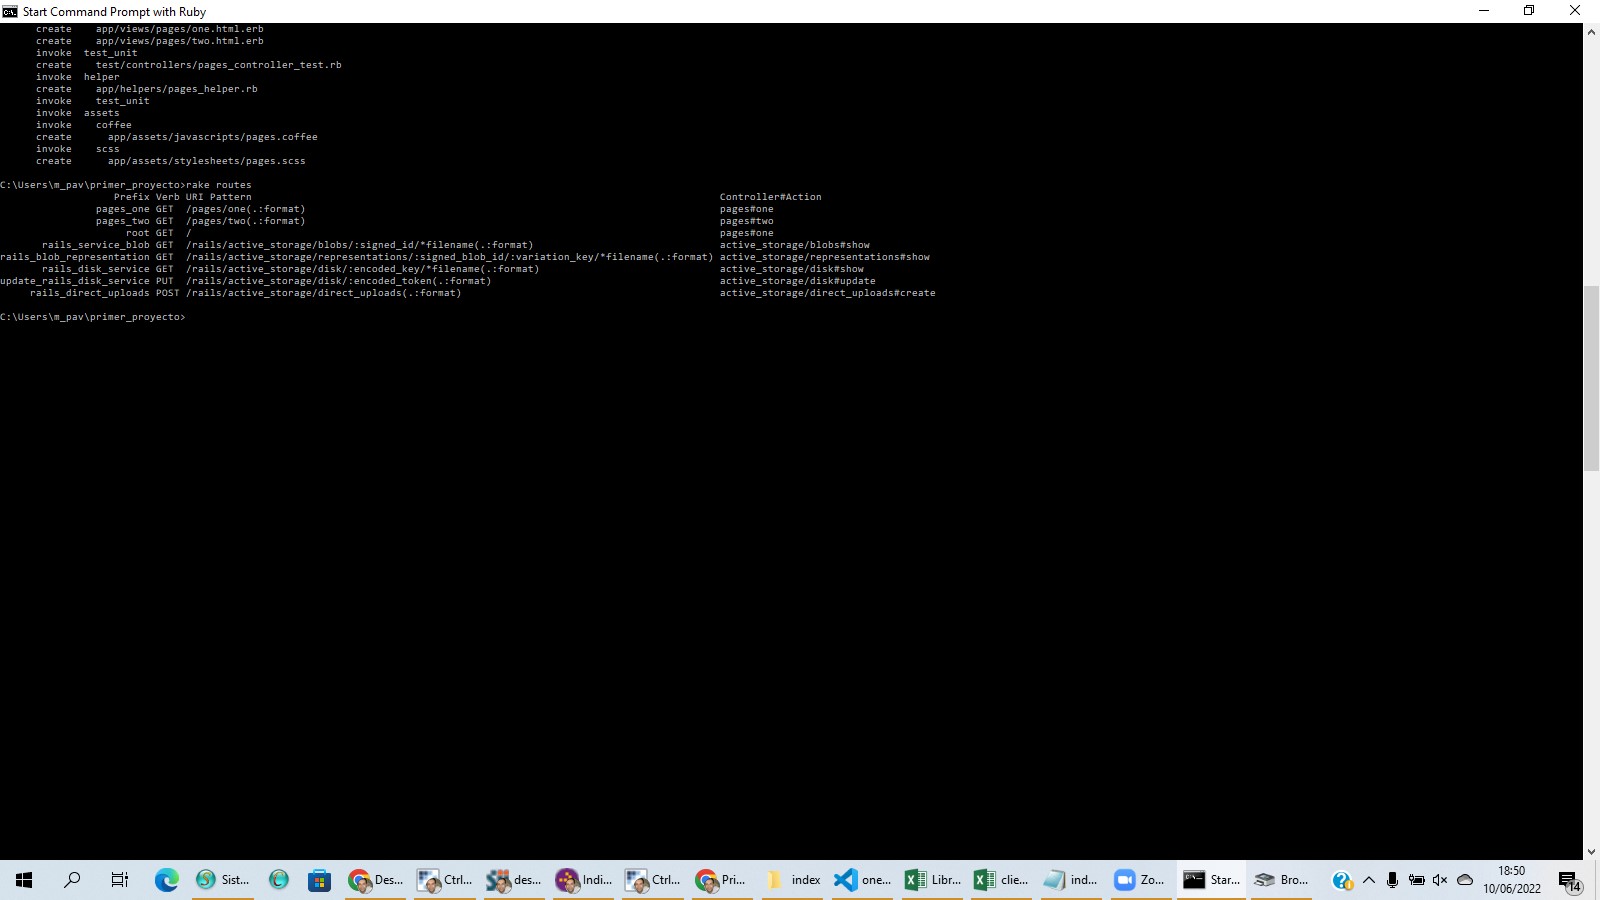 Start Command Prompt with Ruby
create    app/views/pages/one.html.erb
create    app/views/pages/two.html.erb
invoke  test_unit
create    test/controllers/pages_controller_test.rb
invoke  helper
create    app/helpers/pages_helper.rb
invoke    test_unit
invoke  assets
invoke    coffee
create      app/assets/javascripts/pages.coffee
invoke    scss
create      app/assets/stylesheets/pages.scss
C:\Users\m_pav\primer_proyecto>rake routes
Prefix Verb URI Pattern Controller#Action
pages_one GET  /pages/one(.:format) pages#one
pages_two GET  /pages/two(.:format) pages#two
root GET  / pages#one
rails_service_blob GET  /rails/active_storage/blobs/:signed_id/*filename(.:format) active_storage/blobs#show
rails_blob_representation GET  /rails/active_storage/representations/:signed_blob_id/:variation_key/*filename(.:format) active_storage/representations#show
rails_disk_service GET  /rails/active_storage/disk/:encoded_key/*filename(.:format) active_storage/disk#show
update_rails_disk_service PUT  /rails/active_storage/disk/:encoded_token(.:format) active_storage/disk#update
rails_direct_uploads POST /rails/active_storage/direct_uploads(.:format) active_storage/direct_uploads#create
C:\Users\m_pav\primer_proyecto>
Sist... Des... Ctrl... des... Indi... Ctrl... Pri... index one... Libr... clie... ind... Zo... Star... Bro... 18:50
10/06/2022 14